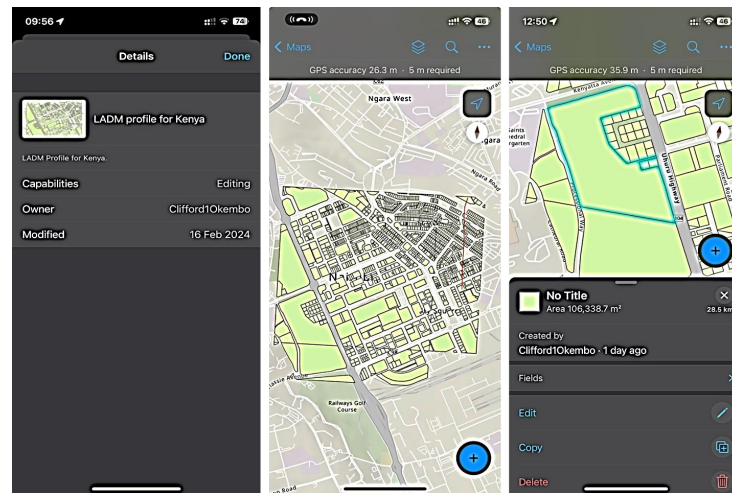 09:56
74
Details
Done
LADM profile for Kenya
LADM Profile for Kenya.
Capabilities
Editing
Owner
Clifford1Okembo
Modified
16 Feb 2024
46
Maps
GPS accuracy 26.3 m · 5 m required
Ngara West
Ngara Road
Railways Golf
Course
+
12:50
46
Maps
GPS accuracy 35.9 m · 5 m required
Kenyatta Ave
Uhuru Highway
Parliament Road
+
No Title
Area 106,338.7 m²
28.5 km
Created by
Clifford1Okembo · 1 day ago
Fields
Edit
Copy
Delete